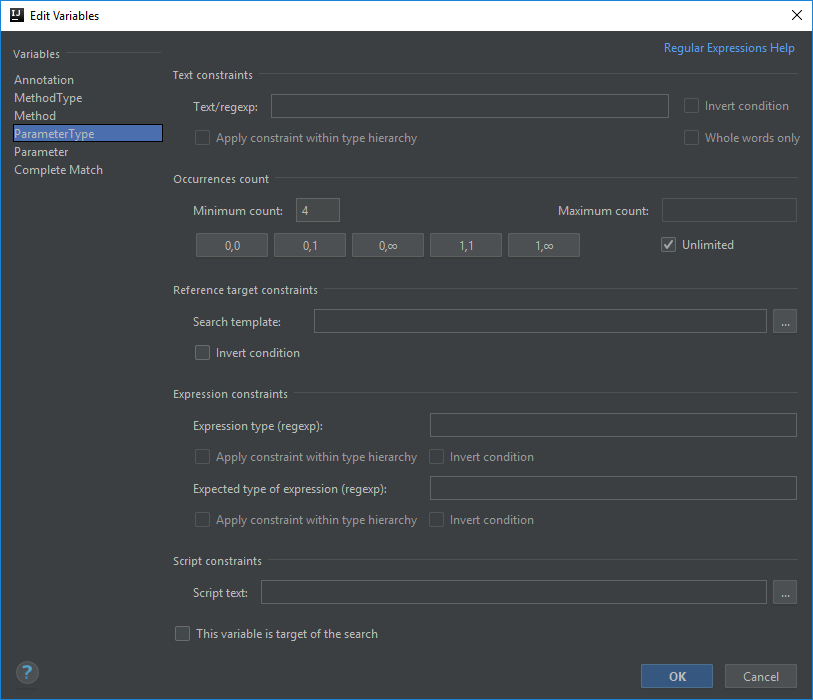 IJ Edit Variables
Variables
Annotation
MethodType
Method
ParameterType
Parameter
Complete Match
Regular Expressions Help
Text constraints
Text/regexp: Invert condition
Apply constraint within type hierarchy Whole words only
Occurrences count
Minimum count: 4 Maximum count:
0,0 0,1 0,∞ 1,1 1,∞ Unlimited
Reference target constraints
Search template: ...
Invert condition
Expression constraints
Expression type (regexp):
Apply constraint within type hierarchy Invert condition
Expected type of expression (regexp):
Apply constraint within type hierarchy Invert condition
Script constraints
Script text: ...
This variable is target of the search
? OK Cancel